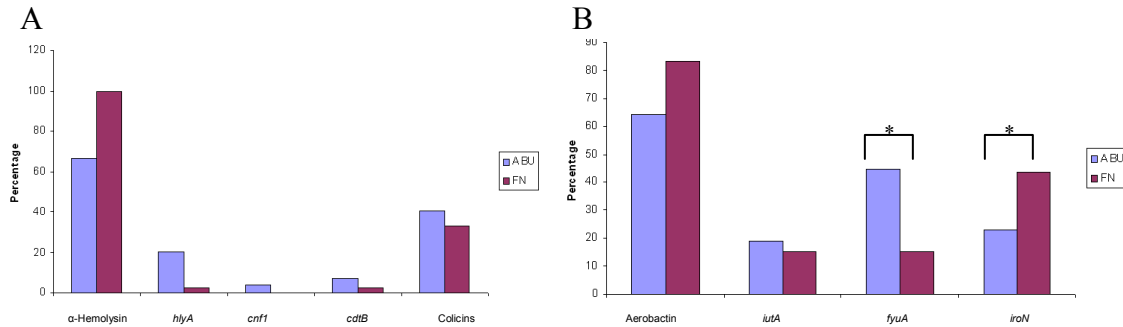 A
120
100
80
60
40
20
0
Percentage
α-Hemolysin hlyA cnf1 cdtB Colicins
ABU
FN
B
90
80
70
60
50
40
30
20
10
0
Percentage
* *
Aerobactin iutA fyuA iroN
ABU
FN